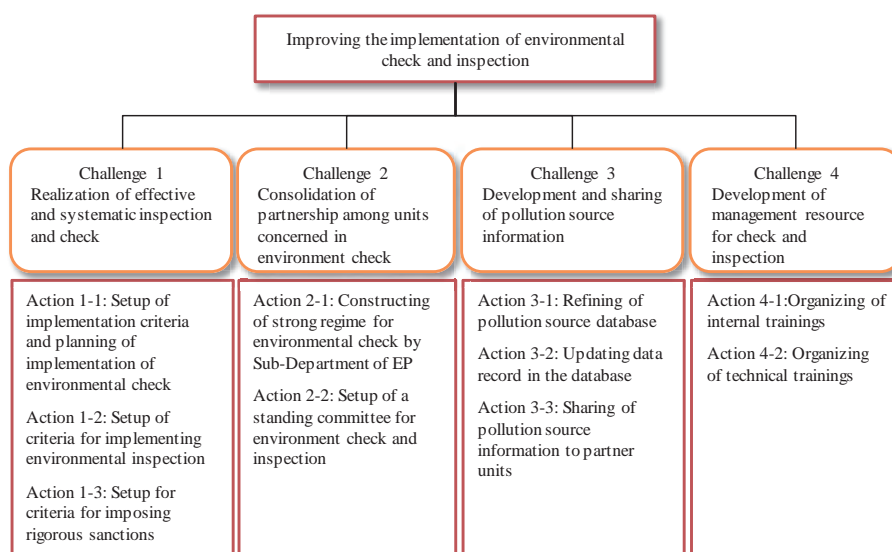 Improving the implementation of environmental
check and inspection
Challenge 1
Realization of effective
and systematic inspection
and check
Challenge 2
Consolidation of
partnership among units
concerned in
environment check
Challenge 3
Development and sharing
of pollution source
information
Challenge 4
Development of
management resource
for check and
inspection
Action 1-1: Setup of
implementation criteria
and planning of
implementation of
environmental check
Action 1-2: Setup of
criteria for implementing
environmental inspection
Action 1-3: Setup for
criteria for imposing
rigorous sanctions
Action 2-1: Constructing
of strong regime for
environmental check by
Sub-Department of EP
Action 2-2: Setup of a
standing committee for
environment check and
inspection
Action 3-1: Refining of
pollution source database
Action 3-2: Updating data
record in the database
Action 3-3: Sharing of
pollution source
information to partner
units
Action 4-1:Organizing of
internal trainings
Action 4-2: Organizing
of technical trainings